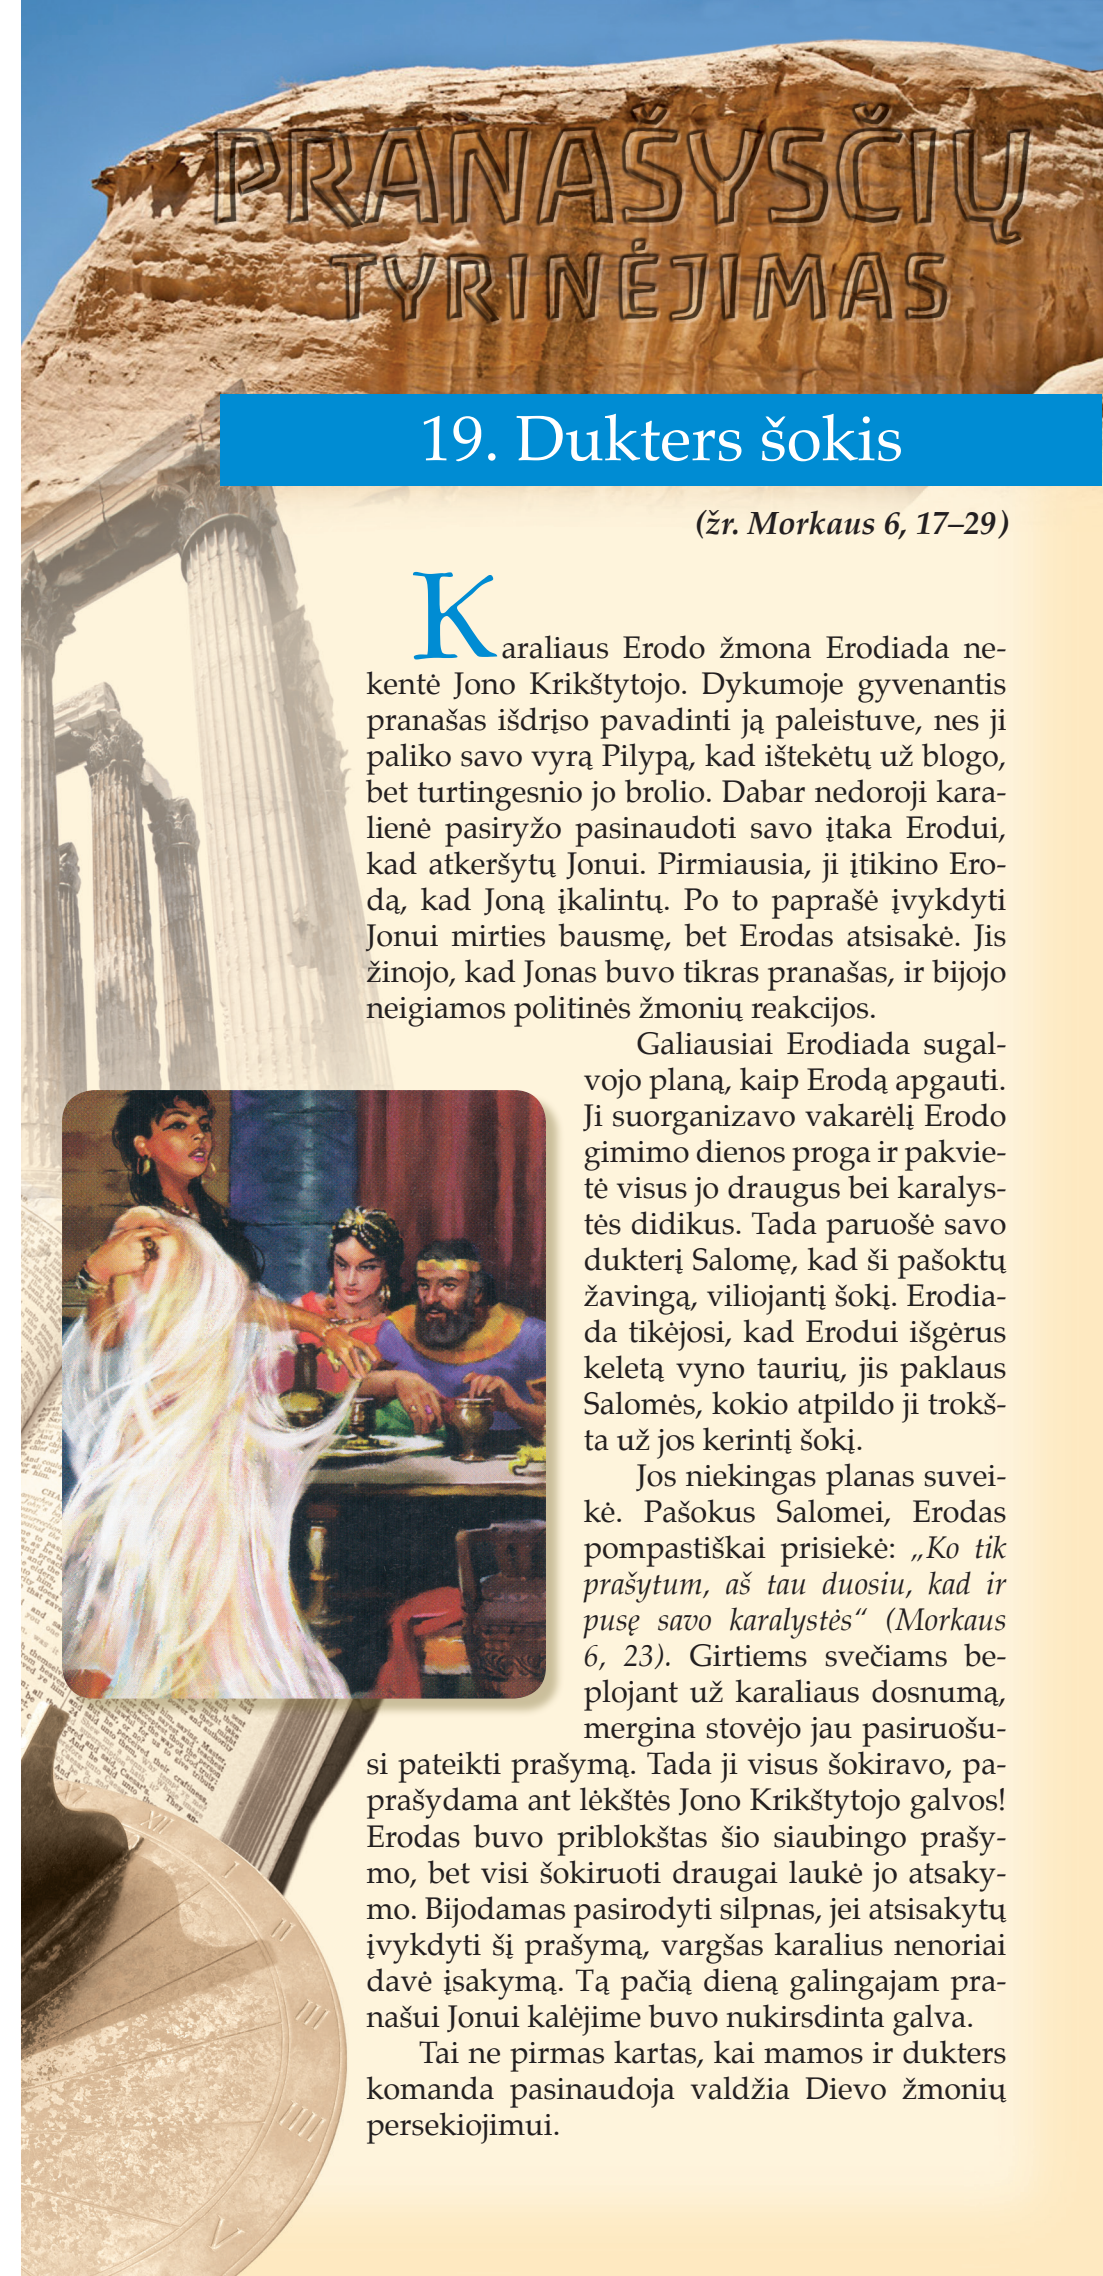 PRANAŠYSČIŲ
TYRINĖJIMAS
19. Dukters šokis
(žr. Morkaus 6, 17–29)
Karaliaus Erodo žmona Erodiada ne-
kentė Jono Krikštytojo. Dykumoje gyvenantis
pranašas išdrįso pavadinti ją paleistuve, nes ji
paliko savo vyrą Pilypą, kad ištekėtų už blogo,
bet turtingesnio jo brolio. Dabar nedoroji kara-
lienė pasiryžo pasinaudoti savo įtaka Erodui,
kad atkeršytų Jonui. Pirmiausia, ji įtikino Ero-
dą, kad Joną įkalintų. Po to paprašė įvykdyti
Jonui mirties bausmę, bet Erodas atsisakė. Jis
žinojo, kad Jonas buvo tikras pranašas, ir bijojo
neigiamos politinės žmonių reakcijos.
Galiausiai Erodiada sugal-
vojo planą, kaip Erodą apgauti.
Ji suorganizavo vakarėlį Erodo
gimimo dienos proga ir pakvie-
tė visus jo draugus bei karalys-
tės didikus. Tada paruošė savo
dukterį Salomę, kad ši pašoktų
žavingą, viliojantį šokį. Erodia-
da tikėjosi, kad Erodui išgėrus
keletą vyno taurių, jis paklaus
Salomės, kokio atpildo ji trokš-
ta už jos kerintį šokį.
Jos niekingas planas suvei-
kė. Pašokus Salomei, Erodas
pompastiškai prisiekė: „Ko tik
prašytum, aš tau duosiu, kad ir
pusę savo karalystės“ (Morkaus
6, 23). Girtiems svečiams be-
plojant už karaliaus dosnumą,
mergina stovėjo jau pasiruošu-
si pateikti prašymą. Tada ji visus šokiravo, pa-
prašydama ant lėkštės Jono Krikštytojo galvos!
Erodas buvo priblokštas šio siaubingo prašy-
mo, bet visi šokiruoti draugai laukė jo atsaky-
mo. Bijodamas pasirodyti silpnas, jei atsisakytų
įvykdyti šį prašymą, vargšas karalius nenoriai
davė įsakymą. Tą pačią dieną galingajam pra-
našui Jonui kalėjime buvo nukirsdinta galva.
Tai ne pirmas kartas, kai mamos ir dukters
komanda pasinaudoja valdžia Dievo žmonių
persekiojimui.
XII
I
II
III
IIII
V